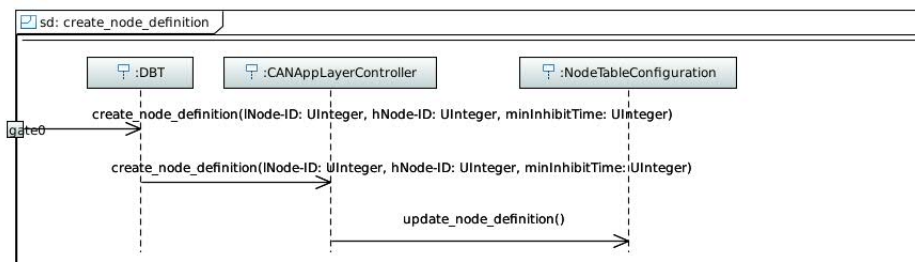 sd: create_node_definition
:DBT
:CANAppLayerController
:NodeTableConfiguration
create_node_definition(lNode-ID: UInteger, hNode-ID: UInteger, minInhibitTime: UInteger)
gate0
create_node_definition(lNode-ID: UInteger, hNode-ID: UInteger, minInhibitTime: UInteger)
update_node_definition()